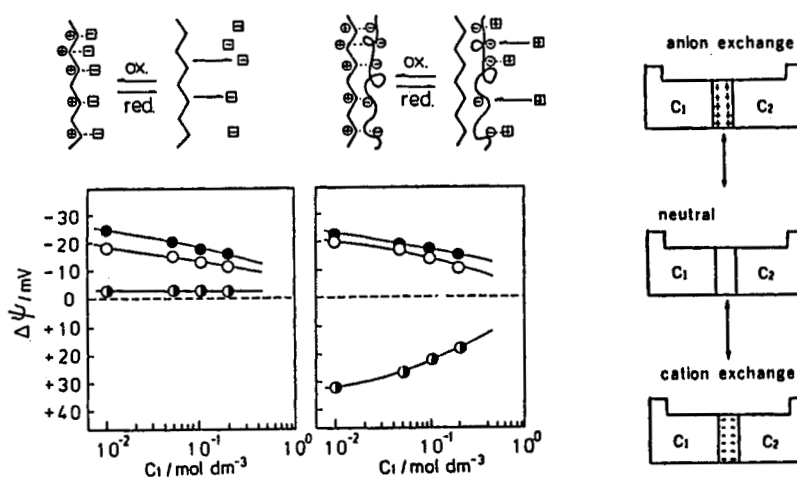 ox.
red.
ox.
red.
anion exchange
C₁ C₂
neutral
C₁ C₂
cation exchange
C₁ C₂
Δψ/mV
-30
-20
-10
0
+10
+20
+30
+40
10⁻² 10⁻¹ 10⁰
C₁/mol dm⁻³
10⁻² 10⁻¹ 10⁰
C₁/mol dm⁻³